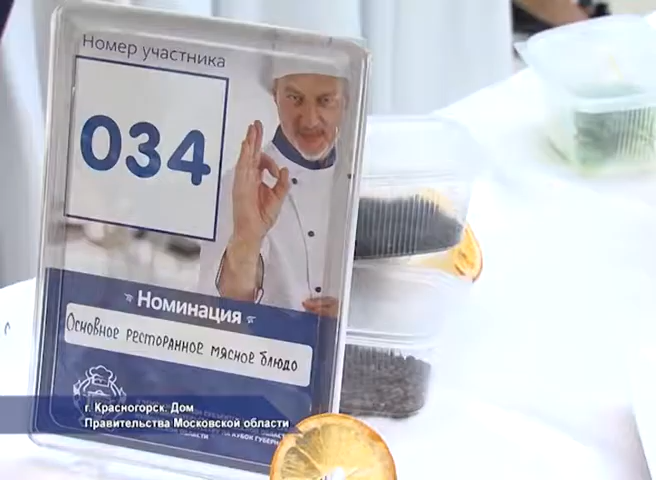 Номер участника
034
Номинация
Основное ресторанное мясное блюдо
г. Красногорск. Дом
Правительства Московской области